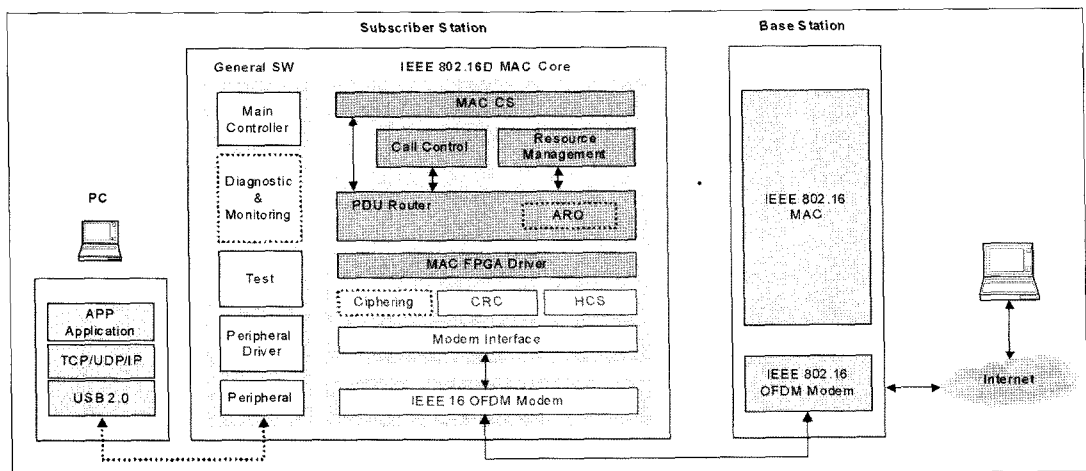 Subscriber Station
Base Station
General SW
IEEE 802.16D MAC Core
Main
Controller
Diagnostic
&
Monitoring
Test
Peripheral
Driver
Peripheral
MAC CS
Call Control
Resource
Management
PDU Router
ARQ
MAC FPGA Driver
Ciphering
CRC
HCS
Modem Interface
IEEE 16 OFDM Modem
PC
APP
Application
TCP/UDP/IP
USB2.0
IEEE 802.16
MAC
IEEE 802.16
OFDM Modem
Internet